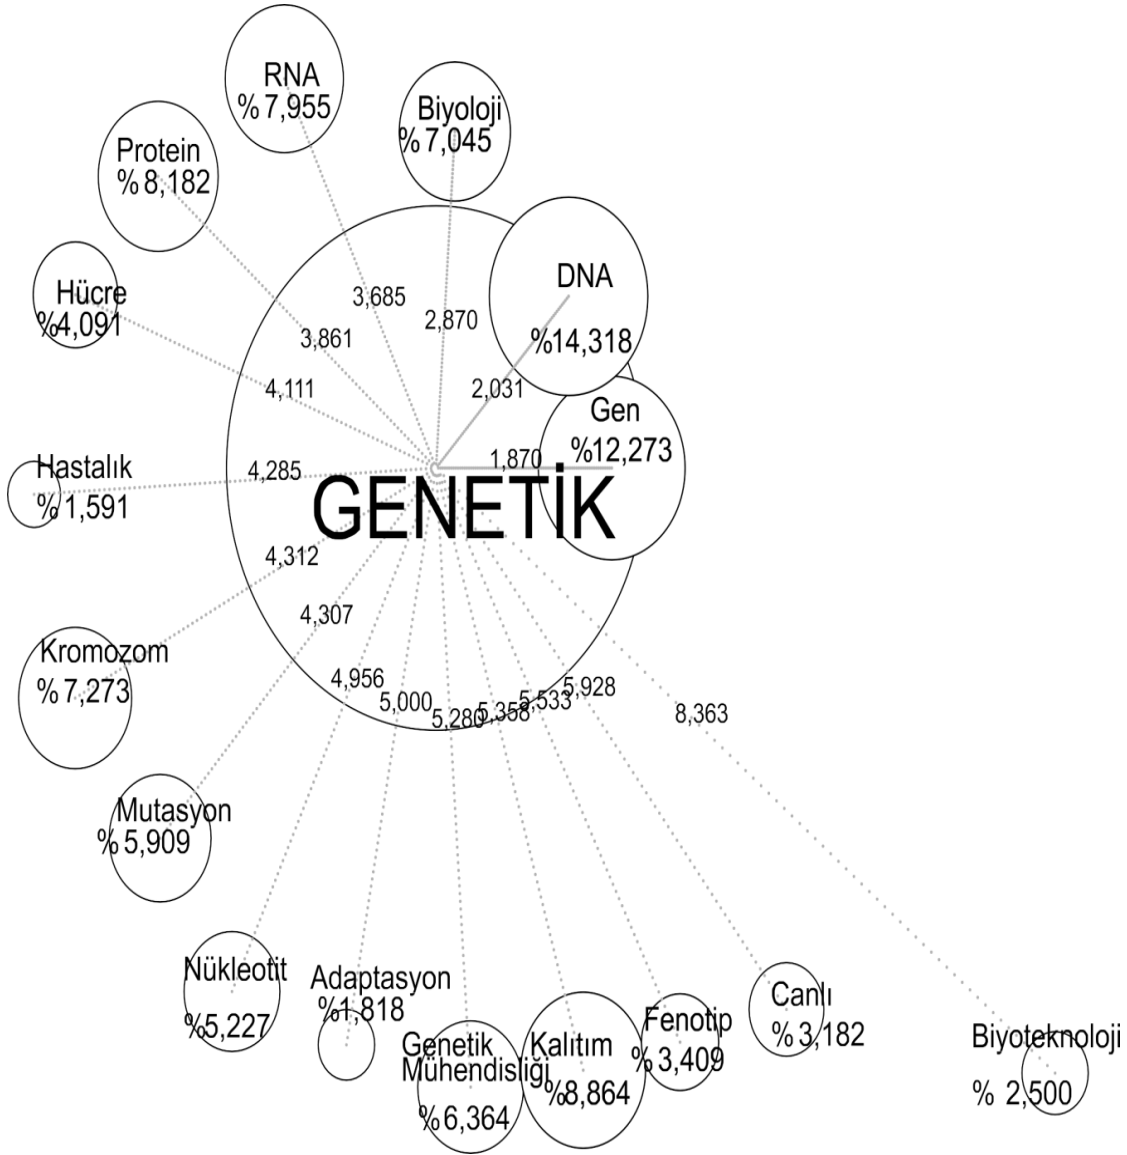 RNA
% 7,955
Biyoloji
% 7,045
Protein
% 8,182
DNA
%14,318
Hücre
%4,091
3,685
2,870
3,861
4,111
2,031
Gen
%12,273
1,870
Hastalık
% 1,591
4,285
GENETİK
4,312
4,307
Kromozom
% 7,273
4,956
5,000
5,280
5,358
5,533
5,928
8,363
Mutasyon
% 5,909
Nükleotit
%5,227
Adaptasyon
%1,818
Genetik
Mühendisliği
%6,364
Kalıtım
%8,864
Fenotip
% 3,409
Canlı
% 3,182
Biyoteknoloji
% 2,500